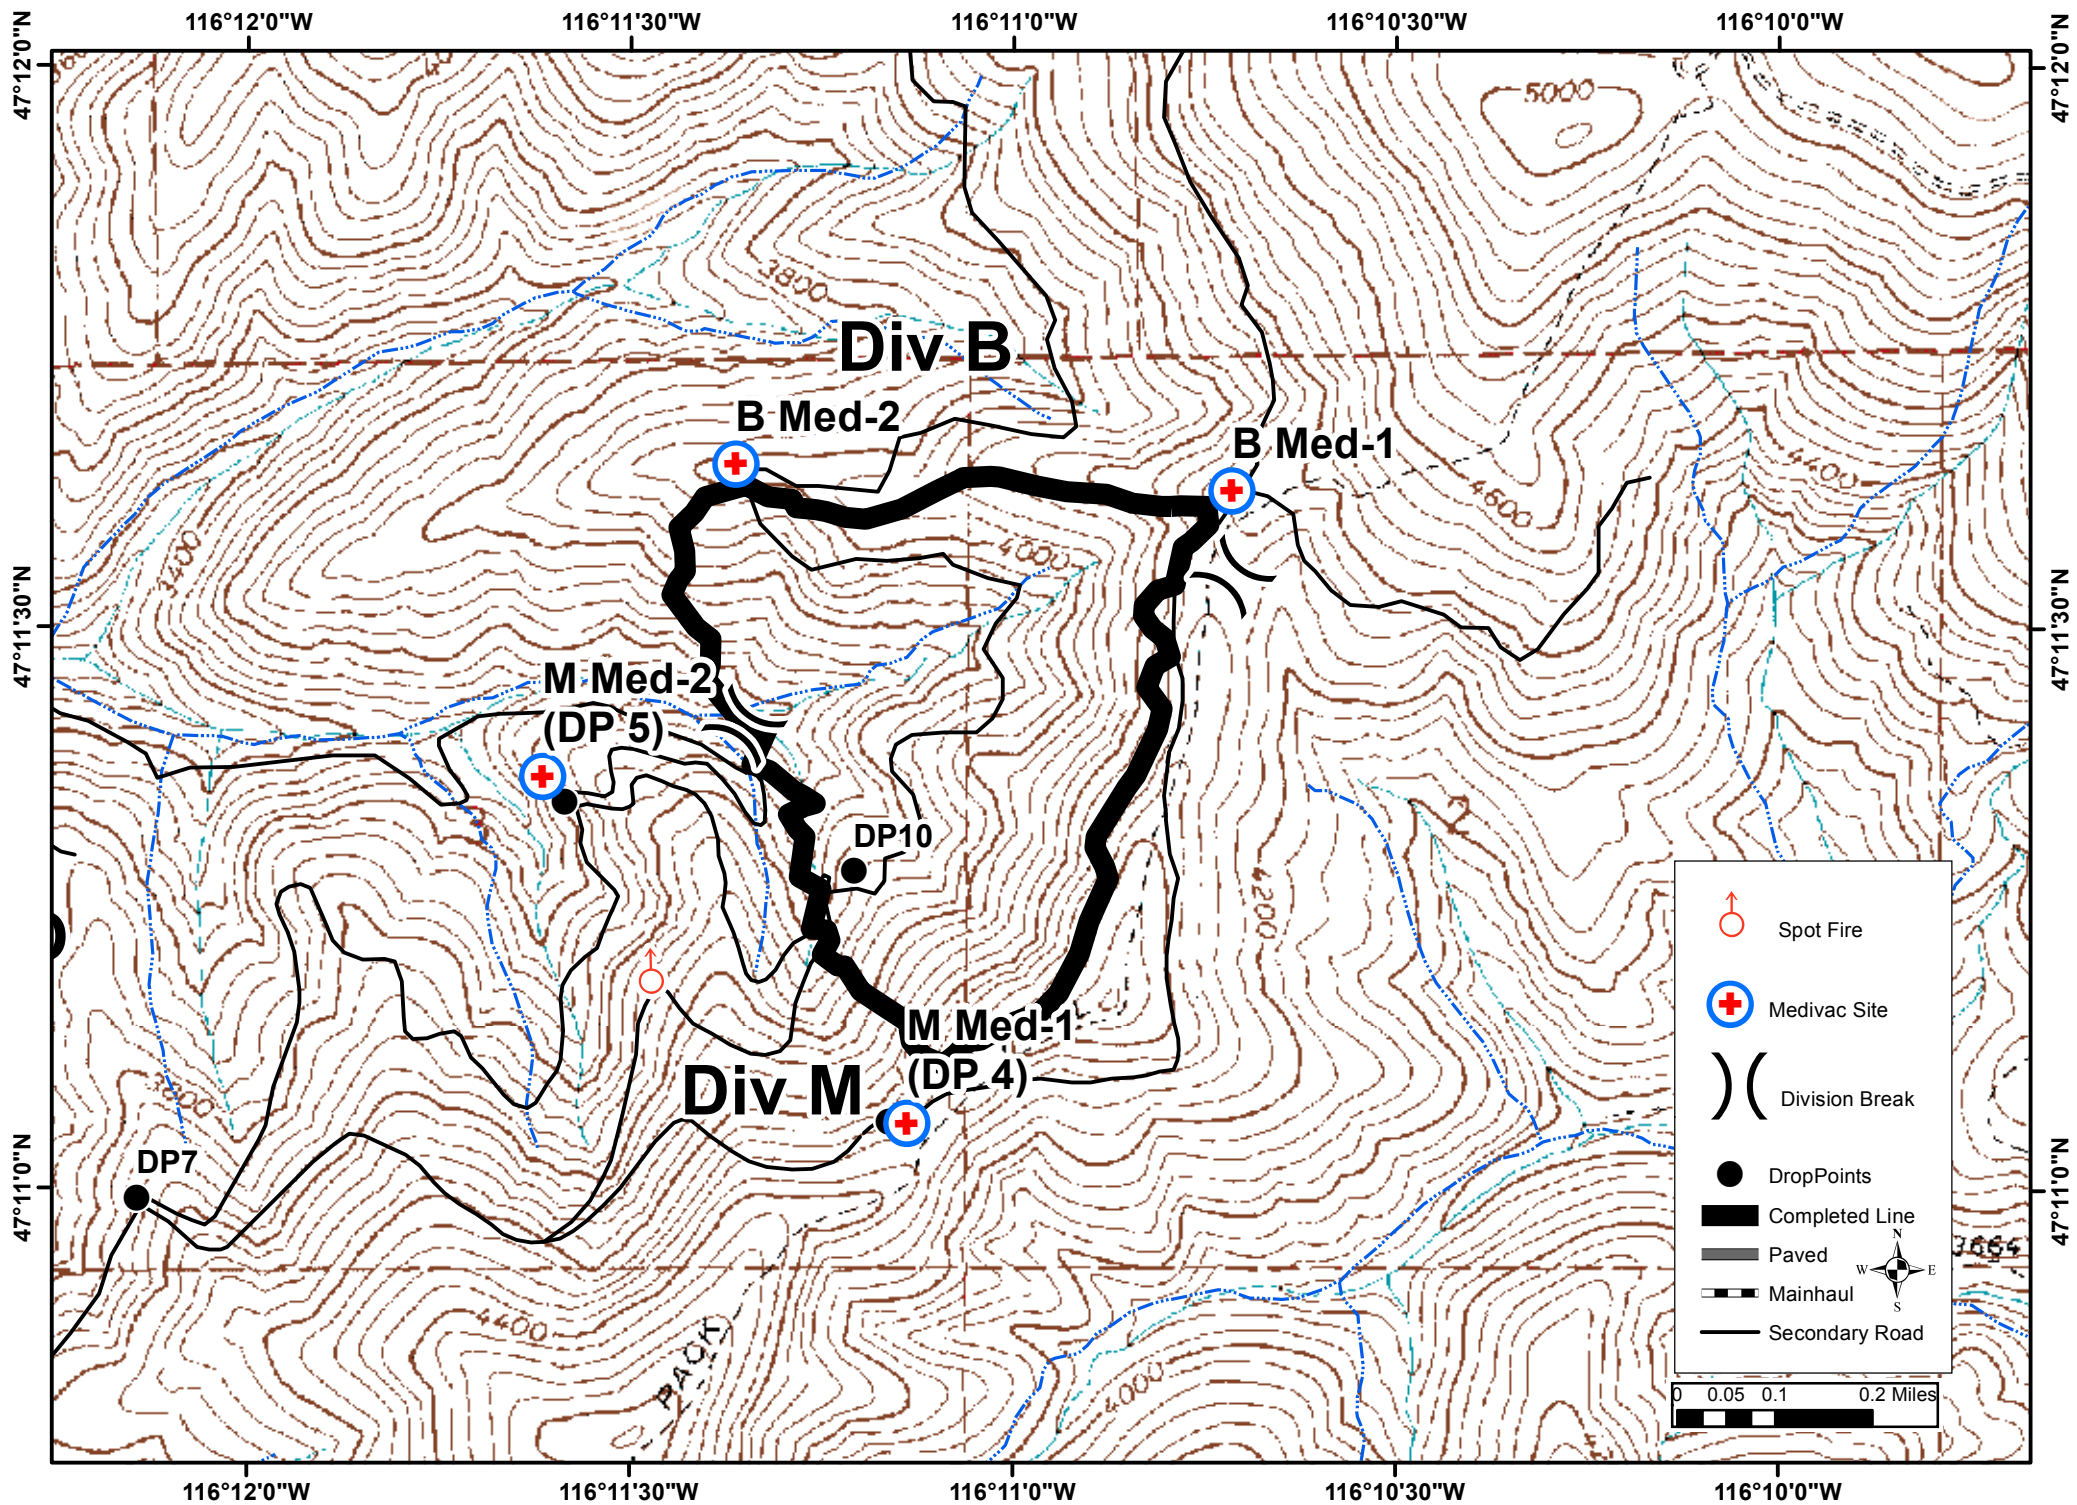 116°12'0"W 116°11'30"W 116°11'0"W 116°10'30"W 116°10'0"W
47°12'0"N
47°12'0"N
5000
3800
Div B
B Med-2
B Med-1
4400
4600
4000
3400
47°11'30"N
47°11'30"N
M Med-2
(DP 5)
2
DP10
4200
Spot Fire
M Med-1
(DP 4)
Medivac Site
Div M
Division Break
DP7
DropPoints
47°11'0"N
47°11'0"N
Completed Line
N
Paved
W E
S
3664
Mainhaul
Secondary Road
4400
PACK
4000
0 0.05 0.1 0.2 Miles
116°12'0"W 116°11'30"W 116°11'0"W 116°10'30"W 116°10'0"W